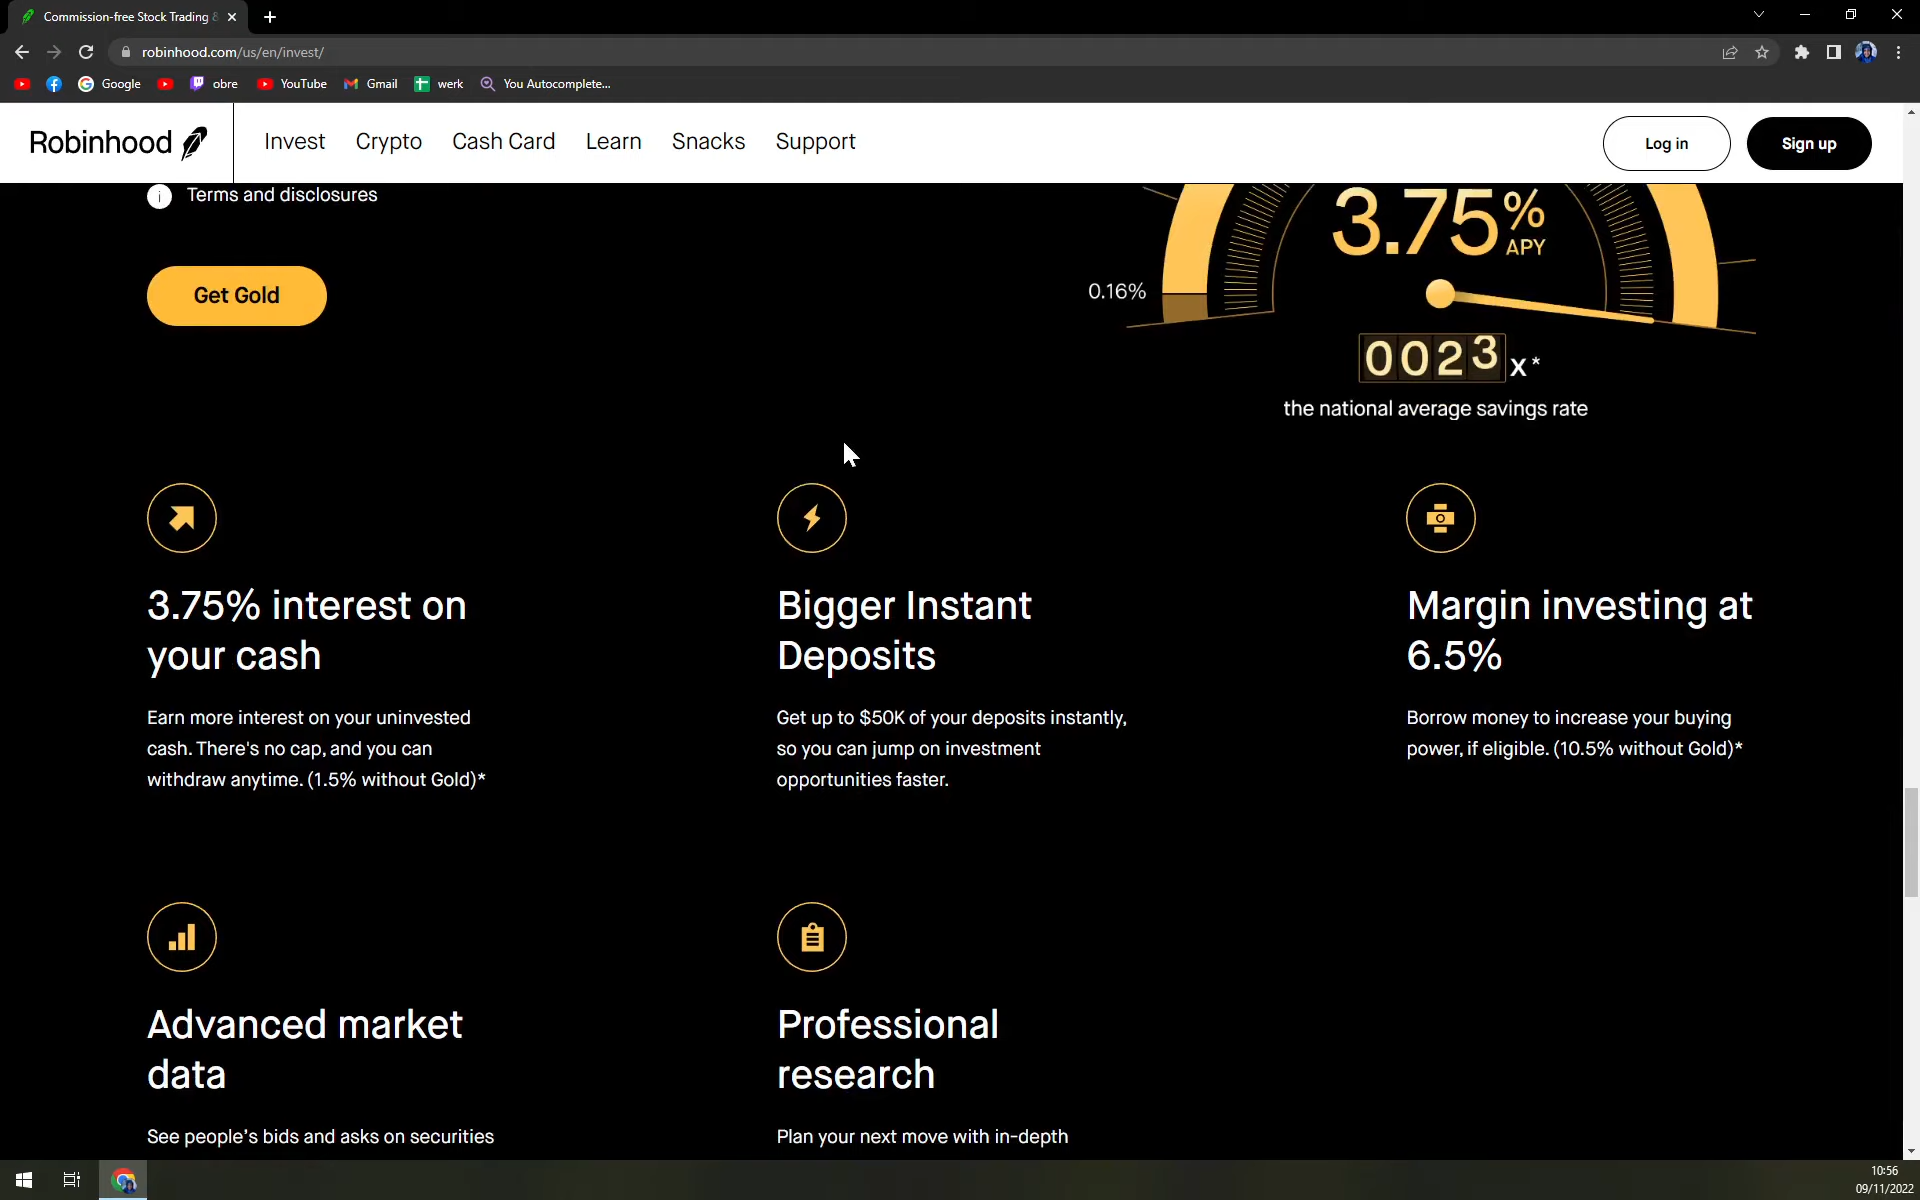 Commission-free Stock Trading &
robinhood.com/us/en/invest/
Google
obre
YouTube
Gmail
werk
You Autocomplete...
Robinhood
Invest
Crypto
Cash Card
Learn
Snacks
Support
Log in
Sign up
i Terms and disclosures
Get Gold
3.75%
APY
0.16%
0023 x*
the national average savings rate
3.75% interest on
your cash
Earn more interest on your uninvested
cash. There's no cap, and you can
withdraw anytime. (1.5% without Gold)*
Bigger Instant
Deposits
Get up to $50K of your deposits instantly,
so you can jump on investment
opportunities faster.
Margin investing at
6.5%
Borrow money to increase your buying
power, if eligible. (10.5% without Gold)*
Advanced market
data
See people's bids and asks on securities
Professional
research
Plan your next move with in-depth
10:56
09/11/2022